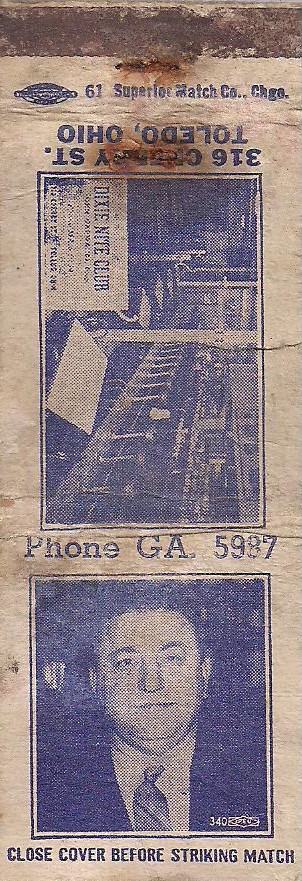 61 Superior Match Co., Chgo.
316 CHERRY ST.
TOLEDO, OHIO
DIXIE NITE CLUB
Phone GA. 5987
340
CLOSE COVER BEFORE STRIKING MATCH